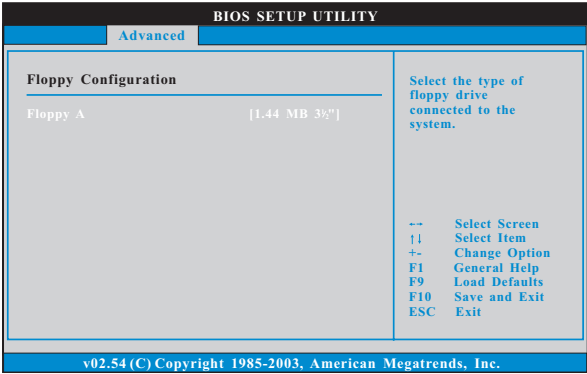 BIOS SETUP UTILITY
Advanced
Floppy Configuration
Floppy A [1.44 MB 3½"]
Select the type of
floppy drive
connected to the
system.
←→ Select Screen
↑↓ Select Item
+- Change Option
F1 General Help
F9 Load Defaults
F10 Save and Exit
ESC Exit
v02.54 (C) Copyright 1985-2003, American Megatrends, Inc.